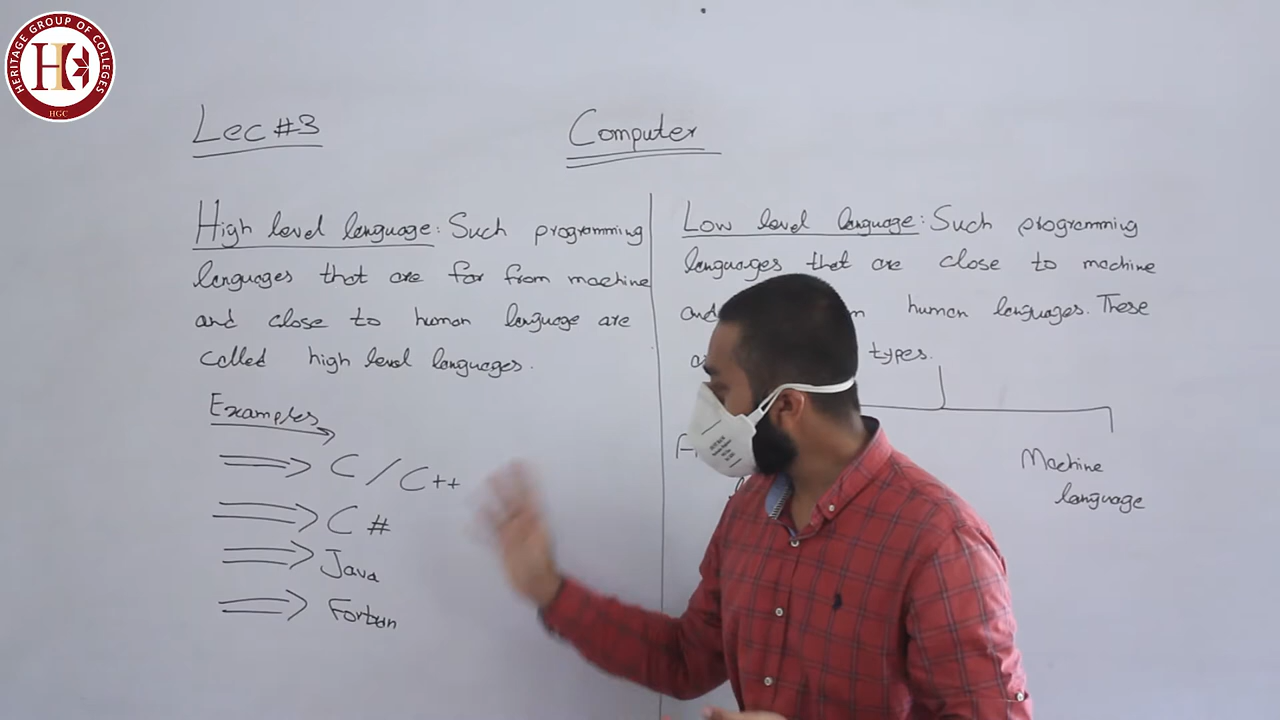 HERITAGE GROUP OF COLLEGES
HGC
Lec #3
Computer
High level language: Such programming
languages that are far from machine
and close to human language are
called high level languages.
Examples
C / C++
C #
Java
Fortran
Low level language: Such programming
languages that are close to machine
and human languages. These
types.
Machine
language